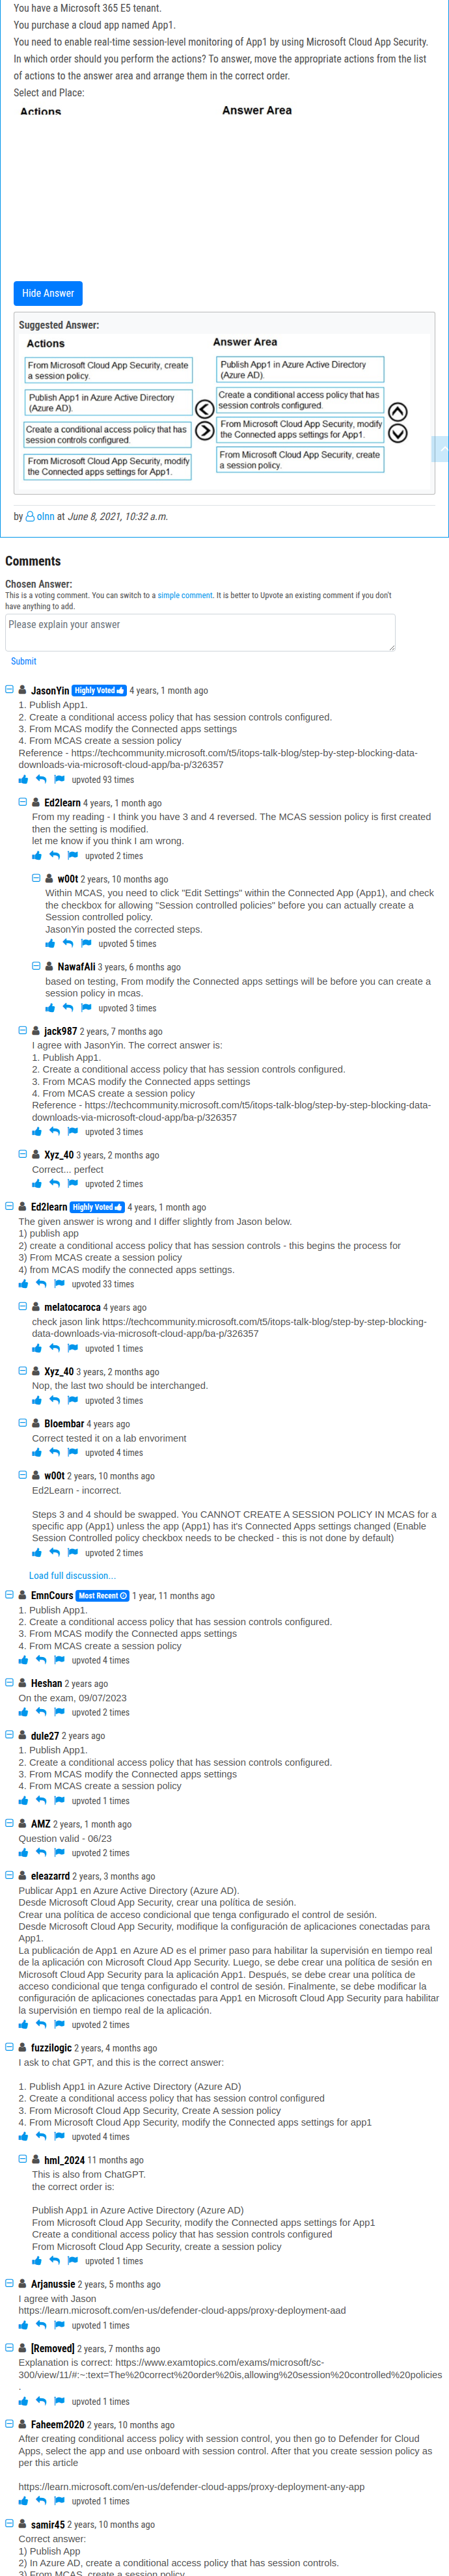 You have a Microsoft 365 E5 tenant.
You purchase a cloud app named App1.
You need to enable real-time session-level monitoring of App1 by using Microsoft Cloud App Security.
In which order should you perform the actions? To answer, move the appropriate actions from the list
of actions to the answer area and arrange them in the correct order.
Select and Place:
Actions
Answer Area
Hide Answer
Suggested Answer:
Actions
From Microsoft Cloud App Security, create
a session policy.
Publish App1 in Azure Active Directory
(Azure AD).
Create a conditional access policy that has
session controls configured.
From Microsoft Cloud App Security, modify
the Connected apps settings for App1.
Answer Area
Publish App1 in Azure Active Directory
(Azure AD).
Create a conditional access policy that has
session controls configured.
From Microsoft Cloud App Security, modify
the Connected apps settings for App1.
From Microsoft Cloud App Security, create
a session policy.
by olnn at June 8, 2021, 10:32 a.m.
Comments
Chosen Answer:
This is a voting comment. You can switch to a simple comment. It is better to Upvote an existing comment if you don't
have anything to add.
Please explain your answer
Submit
JasonYin Highly Voted 4 years, 1 month ago
1. Publish App1.
2. Create a conditional access policy that has session controls configured.
3. From MCAS modify the Connected apps settings
4. From MCAS create a session policy
Reference - https://techcommunity.microsoft.com/t5/itops-talk-blog/step-by-step-blocking-data-
downloads-via-microsoft-cloud-app/ba-p/326357
upvoted 93 times
Ed2learn 4 years, 1 month ago
From my reading - I think you have 3 and 4 reversed. The MCAS session policy is first created
then the setting is modified.
let me know if you think I am wrong.
upvoted 2 times
w00t 2 years, 10 months ago
Within MCAS, you need to click "Edit Settings" within the Connected App (App1), and check
the checkbox for allowing "Session controlled policies" before you can actually create a
Session controlled policy.
JasonYin posted the corrected steps.
upvoted 5 times
NawafAli 3 years, 6 months ago
based on testing, From modify the Connected apps settings will be before you can create a
session policy in mcas.
upvoted 3 times
jack987 2 years, 7 months ago
I agree with JasonYin. The correct answer is:
1. Publish App1.
2. Create a conditional access policy that has session controls configured.
3. From MCAS modify the Connected apps settings
4. From MCAS create a session policy
Reference - https://techcommunity.microsoft.com/t5/itops-talk-blog/step-by-step-blocking-data-
downloads-via-microsoft-cloud-app/ba-p/326357
upvoted 3 times
Xyz_40 3 years, 2 months ago
Correct... perfect
upvoted 2 times
Ed2learn Highly Voted 4 years, 1 month ago
The given answer is wrong and I differ slightly from Jason below.
1) publish app
2) create a conditional access policy that has session controls - this begins the process for
3) From MCAS create a session policy
4) from MCAS modify the connected apps settings.
upvoted 33 times
melatocaroca 4 years ago
check jason link https://techcommunity.microsoft.com/t5/itops-talk-blog/step-by-step-blocking-
data-downloads-via-microsoft-cloud-app/ba-p/326357
upvoted 1 times
Xyz_40 3 years, 2 months ago
Nop, the last two should be interchanged.
upvoted 3 times
Bloembar 4 years ago
Correct tested it on a lab envoriment
upvoted 4 times
w00t 2 years, 10 months ago
Ed2Learn - incorrect.
Steps 3 and 4 should be swapped. You CANNOT CREATE A SESSION POLICY IN MCAS for a
specific app (App1) unless the app (App1) has it's Connected Apps settings changed (Enable
Session Controlled policy checkbox needs to be checked - this is not done by default)
upvoted 2 times
Load full discussion...
EmnCours Most Recent 1 year, 11 months ago
1. Publish App1.
2. Create a conditional access policy that has session controls configured.
3. From MCAS modify the Connected apps settings
4. From MCAS create a session policy
upvoted 4 times
Heshan 2 years ago
On the exam, 09/07/2023
upvoted 2 times
dule27 2 years ago
1. Publish App1.
2. Create a conditional access policy that has session controls configured.
3. From MCAS modify the Connected apps settings
4. From MCAS create a session policy
upvoted 1 times
AMZ 2 years, 1 month ago
Question valid - 06/23
upvoted 2 times
eleazarrd 2 years, 3 months ago
Publicar App1 en Azure Active Directory (Azure AD).
Desde Microsoft Cloud App Security, crear una política de sesión.
Crear una política de acceso condicional que tenga configurado el control de sesión.
Desde Microsoft Cloud App Security, modifique la configuración de aplicaciones conectadas para
App1.
La publicación de App1 en Azure AD es el primer paso para habilitar la supervisión en tiempo real
de la aplicación con Microsoft Cloud App Security. Luego, se debe crear una política de sesión en
Microsoft Cloud App Security para la aplicación App1. Después, se debe crear una política de
acceso condicional que tenga configurado el control de sesión. Finalmente, se debe modificar la
configuración de aplicaciones conectadas para App1 en Microsoft Cloud App Security para habilitar
la supervisión en tiempo real de la aplicación.
upvoted 2 times
fuzzilogic 2 years, 4 months ago
I ask to chat GPT, and this is the correct answer:
1. Publish App1 in Azure Active Directory (Azure AD)
2. Create a conditional access policy that has session control configured
3. From Microsoft Cloud App Security, Create A session policy
4. From Microsoft Cloud App Security, modify the Connected apps settings for app1
upvoted 4 times
hml_2024 11 months ago
This is also from ChatGPT.
the correct order is:
Publish App1 in Azure Active Directory (Azure AD)
From Microsoft Cloud App Security, modify the Connected apps settings for App1
Create a conditional access policy that has session controls configured
From Microsoft Cloud App Security, create a session policy
upvoted 1 times
Arjanussie 2 years, 5 months ago
I agree with Jason
https://learn.microsoft.com/en-us/defender-cloud-apps/proxy-deployment-aad
upvoted 1 times
[Removed] 2 years, 7 months ago
Explanation is correct: https://www.examtopics.com/exams/microsoft/sc-
300/view/11/#:~:text=The%20correct%20order%20is,allowing%20session%20controlled%20policies
.
upvoted 1 times
Faheem2020 2 years, 10 months ago
After creating conditional access policy with session control, you then go to Defender for Cloud
Apps, select the app and use onboard with session control. After that you create session policy as
per this article
https://learn.microsoft.com/en-us/defender-cloud-apps/proxy-deployment-any-app
upvoted 1 times
samir45 2 years, 10 months ago
Correct answer:
1) Publish App
2) In Azure AD, create a conditional access policy that has session controls.
3) From MCAS, create a session policy